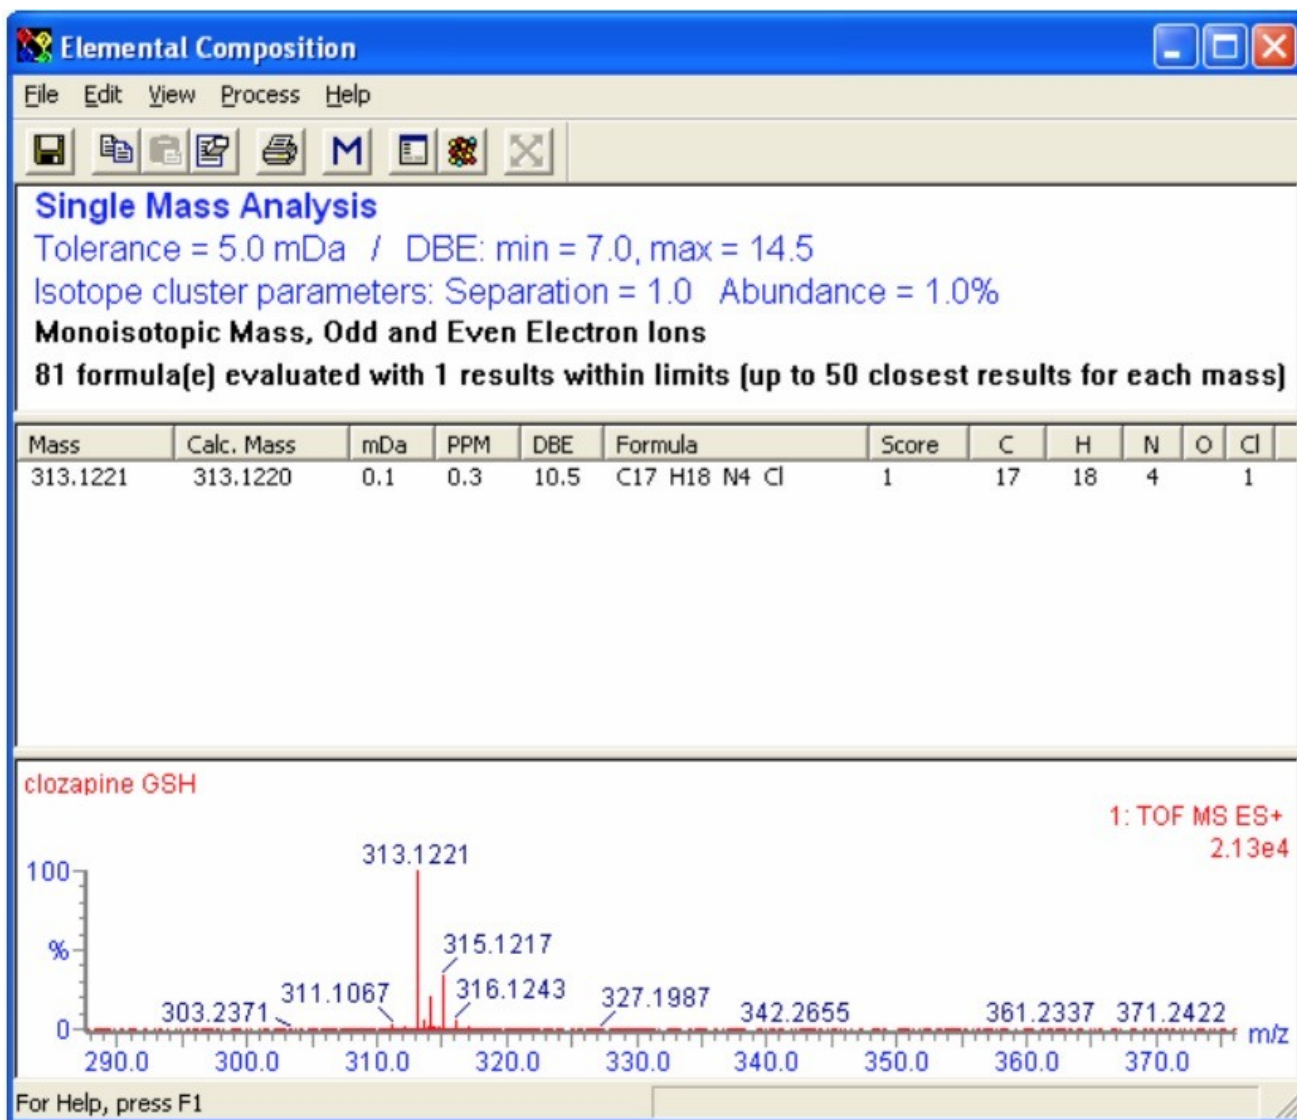 Elemental Composition
File Edit View Process Help
M
Single Mass Analysis
Tolerance = 5.0 mDa / DBE: min = 7.0, max = 14.5
Isotope cluster parameters: Separation = 1.0 Abundance = 1.0%
Monoisotopic Mass, Odd and Even Electron Ions
81 formula(e) evaluated with 1 results within limits (up to 50 closest results for each mass)
Mass Calc. Mass mDa PPM DBE Formula Score C H N O Cl
313.1221 313.1220 0.1 0.3 10.5 C17 H18 N4 Cl 1 17 18 4 1
clozapine GSH
1: TOF MS ES+
2.13e4
313.1221
100
315.1217
%
311.1067 316.1243 327.1987
303.2371 342.2655 361.2337 371.2422
0
m/z
290.0 300.0 310.0 320.0 330.0 340.0 350.0 360.0 370.0
For Help, press F1